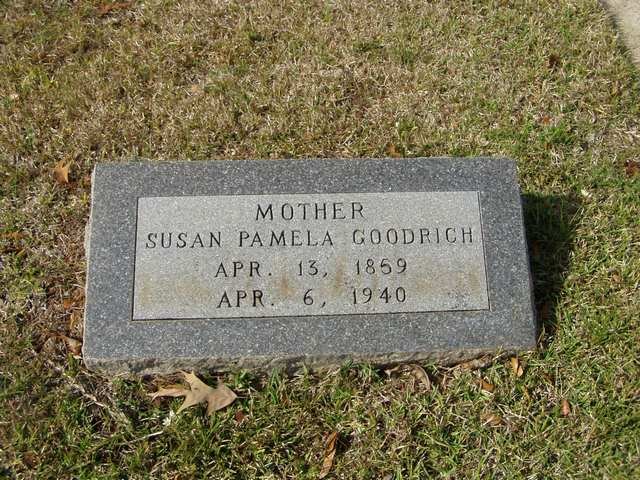 MOTHER
SUSAN PAMELA GOODRICH
APR. 13, 1859
APR. 6, 1940